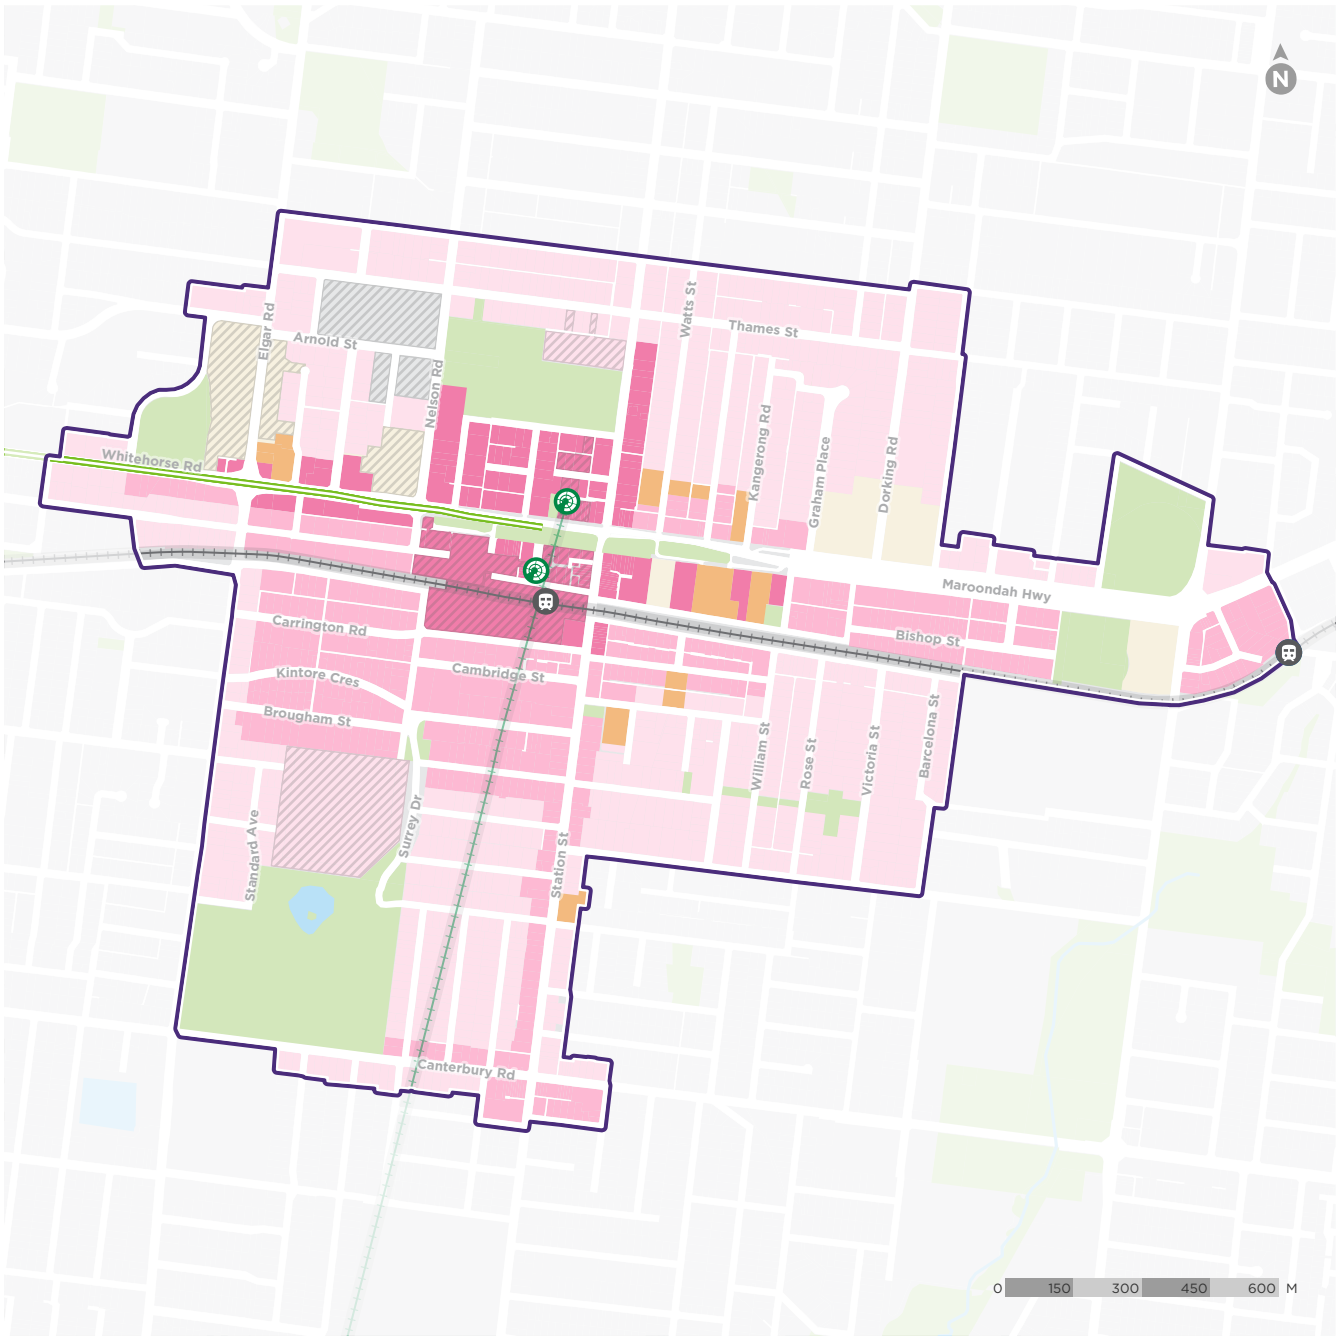 N
Watts St
Thames St
Elgar Rd
Arnold St
Nelson Rd
Kangerong Rd
Graham Place
Dorking Rd
Whitehorse Rd
Maroondah Hwy
Carrington Rd
Bishop St
Cambridge St
Kintore Cres
Brougham St
William St
Rose St
Victoria St
Barcelona St
Standard Ave
Surrey Dr
Station St
Canterbury Rd
0 150 300 450 600 M